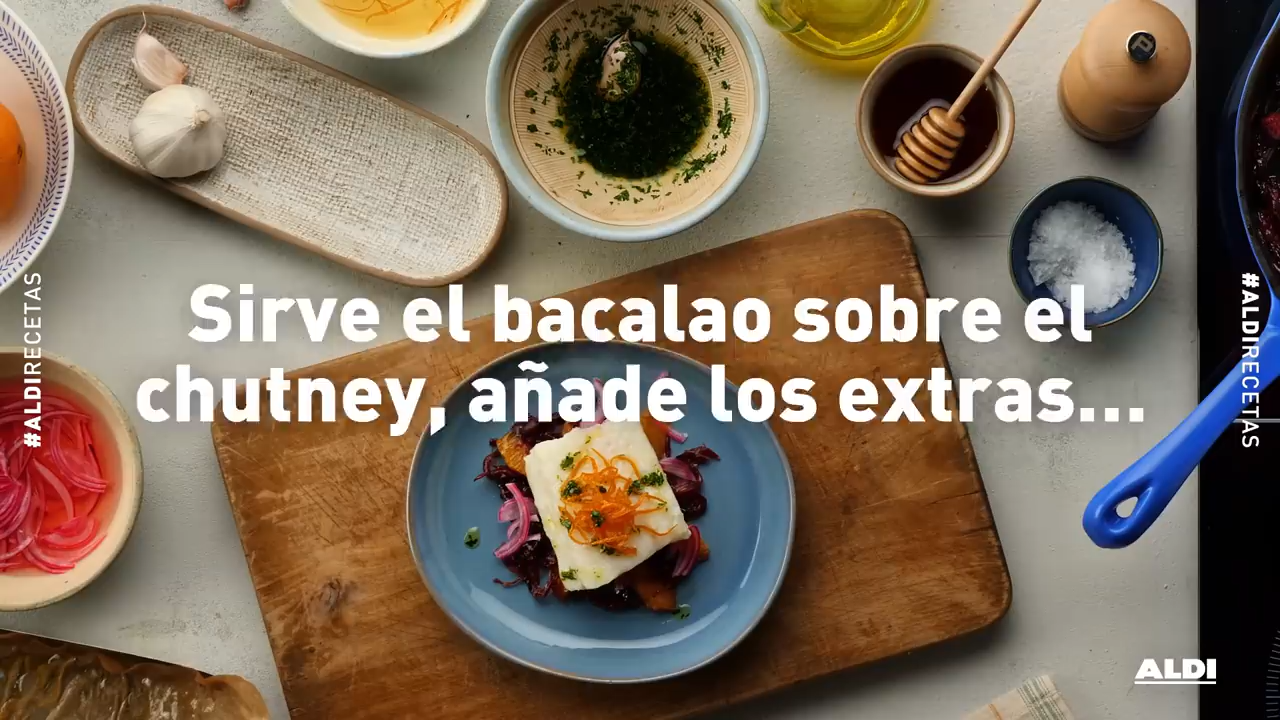 Sirve el bacalao sobre el
chutney, añade los extras...
#ALDIRECETAS
#ALDIRECETAS
ALDI